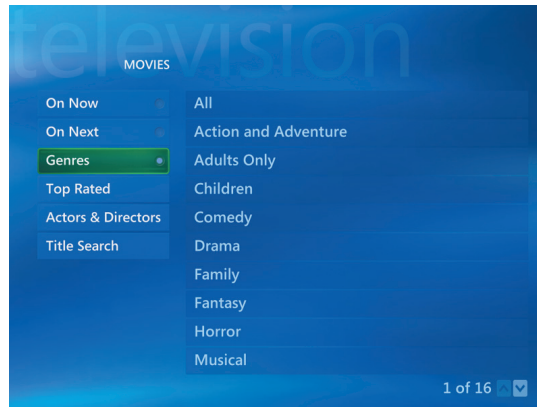 television
MOVIES
On Now
On Next
Genres
Top Rated
Actors & Directors
Title Search
All
Action and Adventure
Adults Only
Children
Comedy
Drama
Family
Fantasy
Horror
Musical
1 of 16